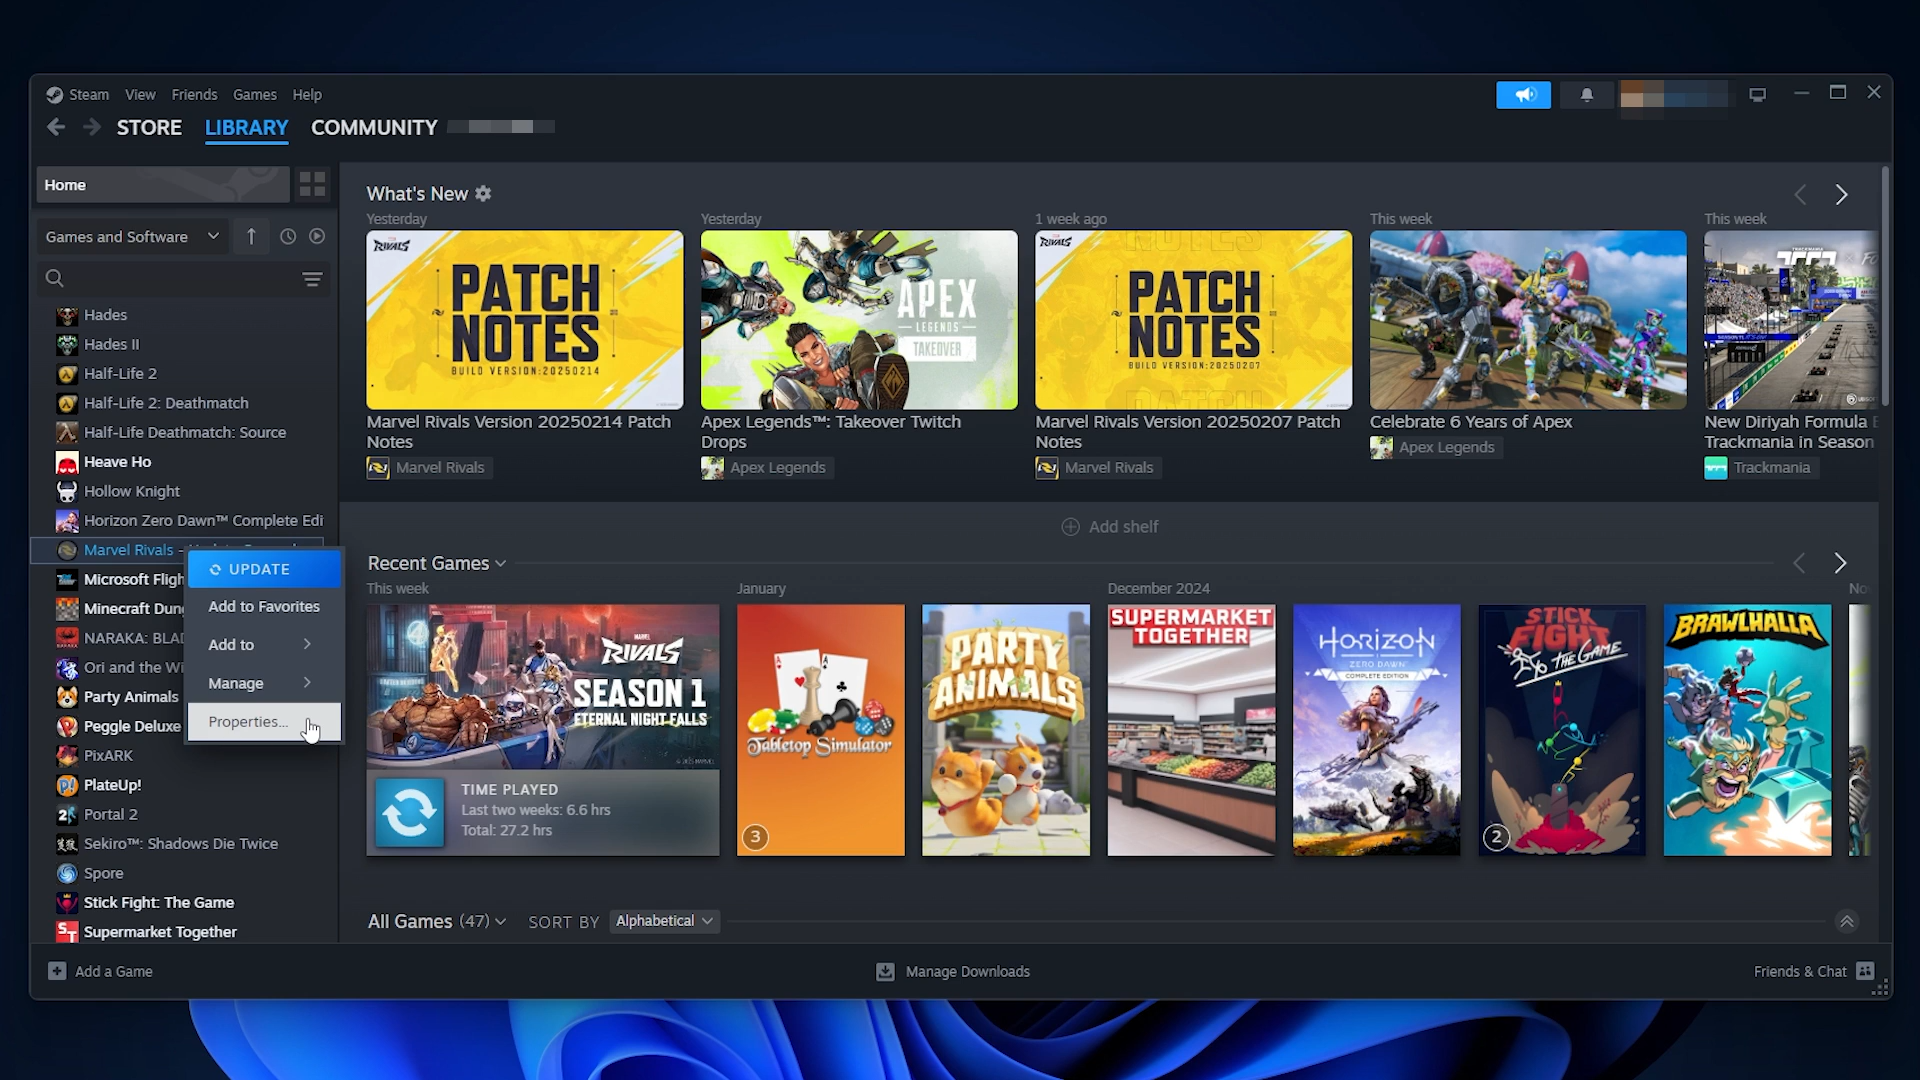 Steam View Friends Games Help
STORE LIBRARY COMMUNITY
Home
Games and Software
Hades
Hades II
Half-Life 2
Half-Life 2: Deathmatch
Half-Life Deathmatch: Source
Heave Ho
Hollow Knight
Horizon Zero Dawn™ Complete Edi
Marvel Rivals -
Microsoft Fligh
Minecraft Dung
NARAKA: BLAD
Ori and the Wi
Party Animals
Peggle Deluxe
PixARK
PlateUp!
Portal 2
Sekiro™: Shadows Die Twice
Spore
Stick Fight: The Game
Supermarket Together
UPDATE
Add to Favorites
Add to
Manage
Properties...
What's New
Yesterday
RIVALS
PATCH
NOTES
BUILD VERSION:20250214
Marvel Rivals Version 20250214 Patch
Notes
Marvel Rivals
Yesterday
APEX
LEGENDS
TAKEOVER
Apex Legends™: Takeover Twitch
Drops
Apex Legends
1 week ago
RIVALS
PATCH
NOTES
BUILD VERSION:20250207
Marvel Rivals Version 20250207 Patch
Notes
Marvel Rivals
This week
Celebrate 6 Years of Apex
Apex Legends
This week
TRACKMANIA
New Diriyah Formula E
Trackmania in Season
Trackmania
Add shelf
Recent Games
This week
MARVEL
RIVALS
SEASON 1
ETERNAL NIGHT FALLS
TIME PLAYED
Last two weeks: 6.6 hrs
Total: 27.2 hrs
January
Tabletop Simulator
3
PARTY
ANIMALS
December 2024
SUPERMARKET
TOGETHER
HORIZON
ZERO DAWN
COMPLETE EDITION
STICK
FIGHT
THE GAME
2
BRAWLHALLA
No
All Games (47) SORT BY Alphabetical
Add a Game
Manage Downloads
Friends & Chat